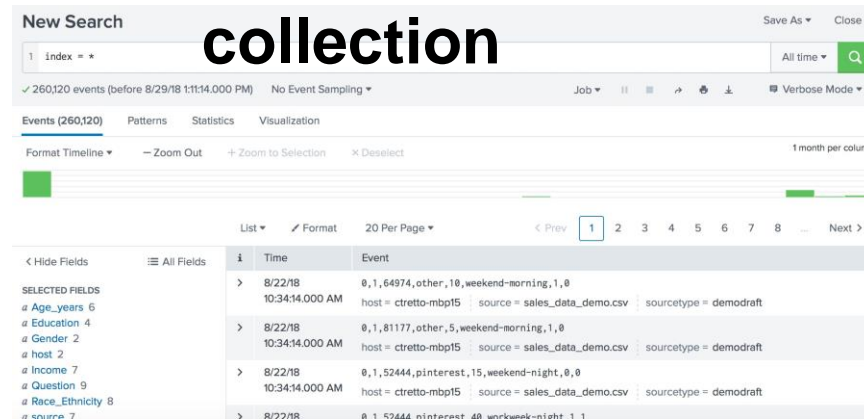 New Search
Save As
Close
collection
1 index = *
All time
260,120 events (before 8/29/18 1:11:14.000 PM)
No Event Sampling
Job
Verbose Mode
Events (260,120)
Patterns
Statistics
Visualization
Format Timeline
— Zoom Out
+ Zoom to Selection
× Deselect
1 month per colum
List
Format
20 Per Page
< Prev
1 2 3 4 5 6 7 8 ...
Next >
< Hide Fields
All Fields
i Time Event
SELECTED FIELDS
a Age_years 6
a Education 4
a Gender 2
a host 2
a Income 7
a Question 9
a Race_Ethnicity 8
a source 7
> 8/22/18 0,1,64974,other,10,weekend-morning,1,0
10:34:14.000 AM host = ctretto-mbp15 source = sales_data_demo.csv sourcetype = demodraft
> 8/22/18 0,1,81177,other,5,weekend-morning,1,0
10:34:14.000 AM host = ctretto-mbp15 source = sales_data_demo.csv sourcetype = demodraft
> 8/22/18 0,1,52444,pinterest,15,weekend-night,0,0
10:34:14.000 AM host = ctretto-mbp15 source = sales_data_demo.csv sourcetype = demodraft
> 8/22/18 0,1,52444,pinterest,40,workweek-night,1,1